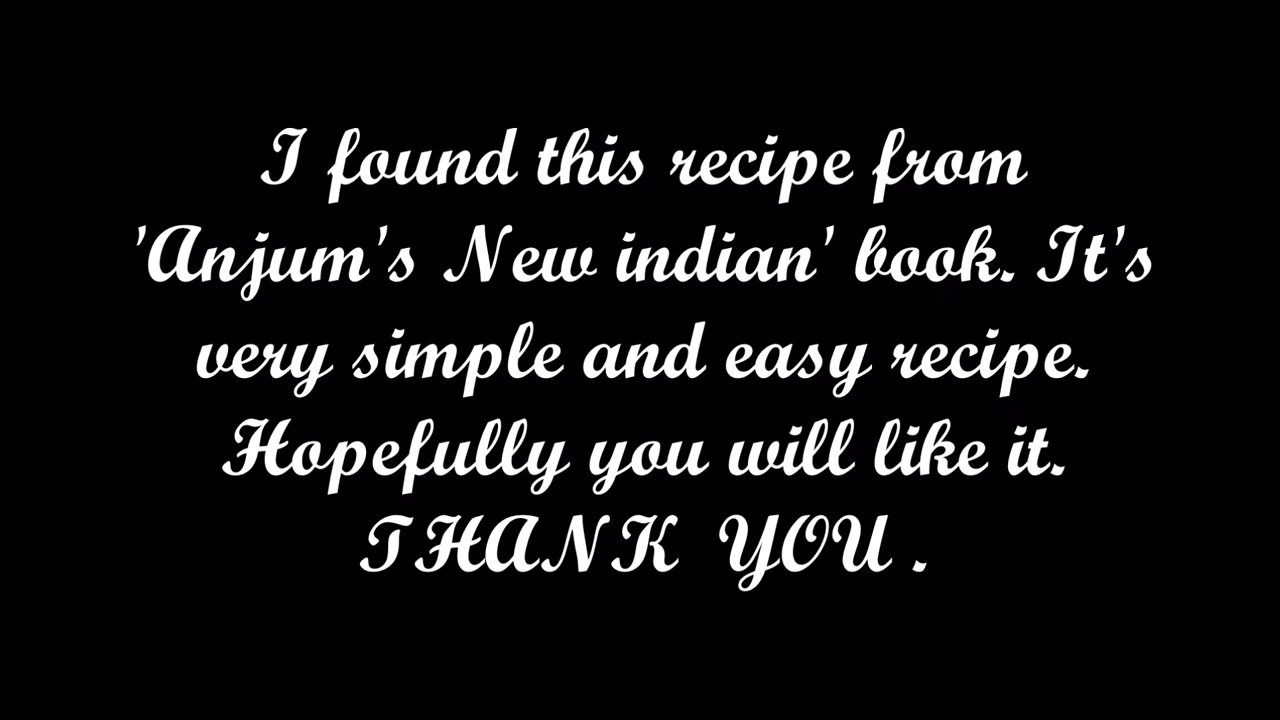 I found this recipe from
'Anjum's New indian' book. It's
very simple and easy recipe.
Hopefully you will like it.
THANK YOU .